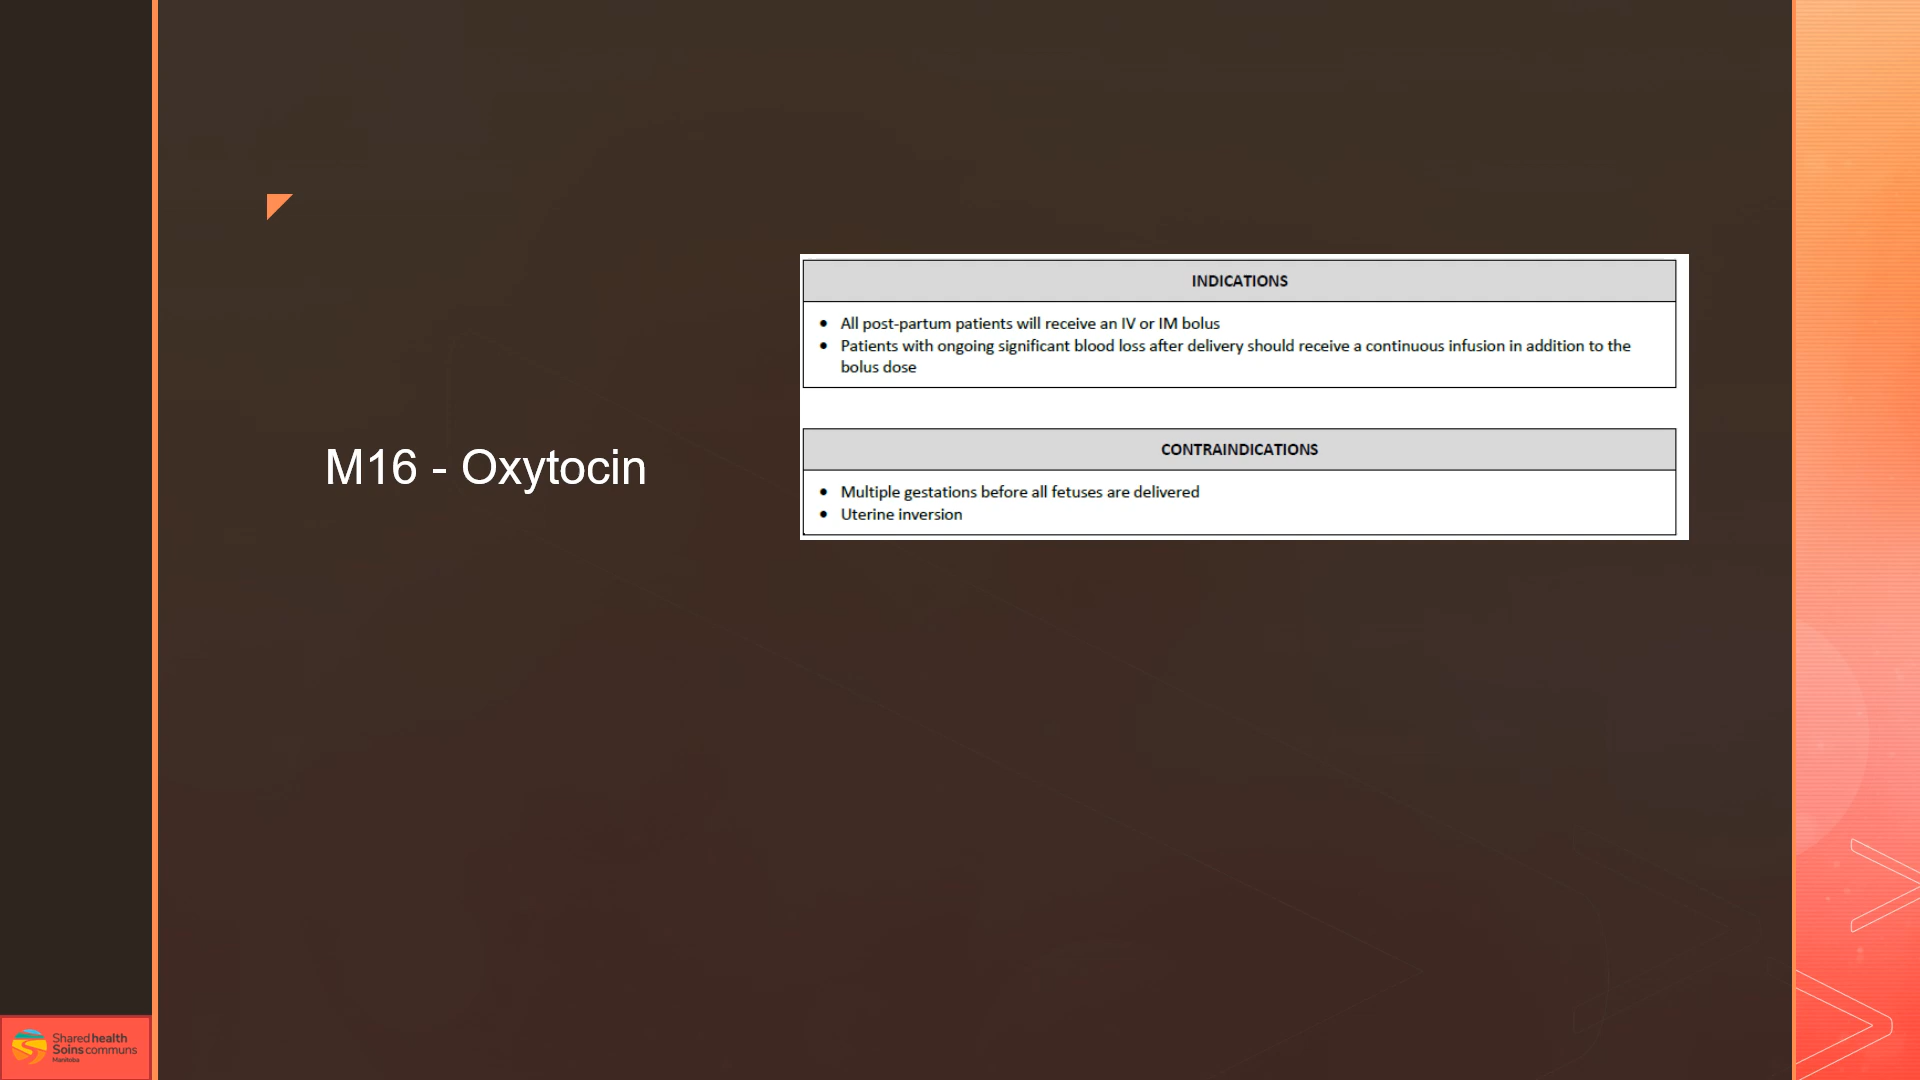 M16 - Oxytocin
INDICATIONS
• All post-partum patients will receive an IV or IM bolus
• Patients with ongoing significant blood loss after delivery should receive a continuous infusion in addition to the
bolus dose
CONTRAINDICATIONS
• Multiple gestations before all fetuses are delivered
• Uterine inversion
Shared health
Soins communs
Manitoba